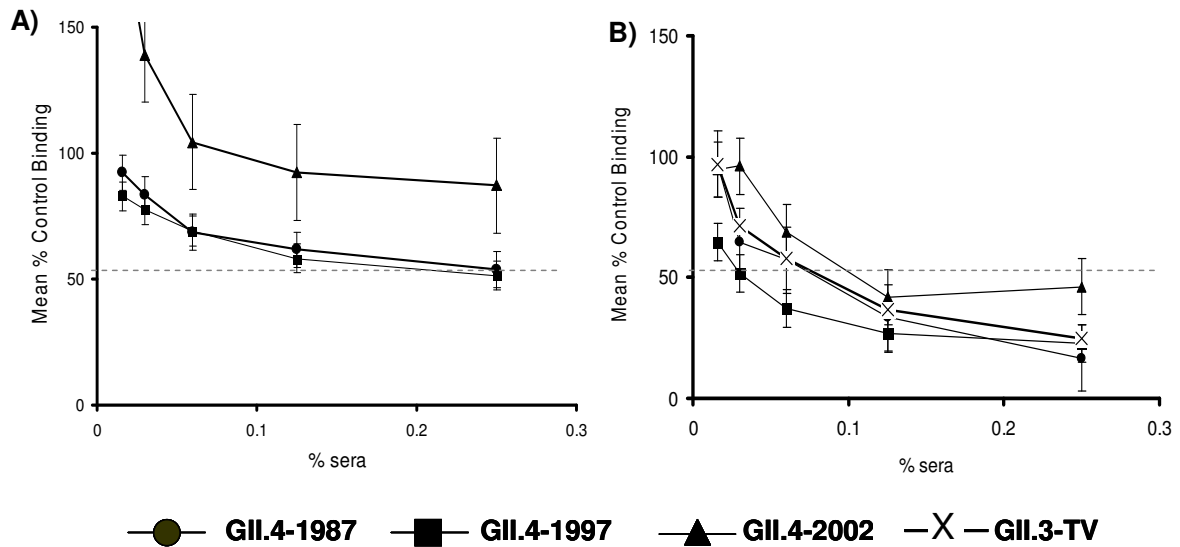 A)
150
100
50
0
Mean % Control Binding
0
0.1
0.2
0.3
% sera
B)
150
100
50
0
Mean % Control Binding
0
0.1
0.2
0.3
% sera
GII.4-1987
GII.4-1997
GII.4-2002
X GII.3-TV